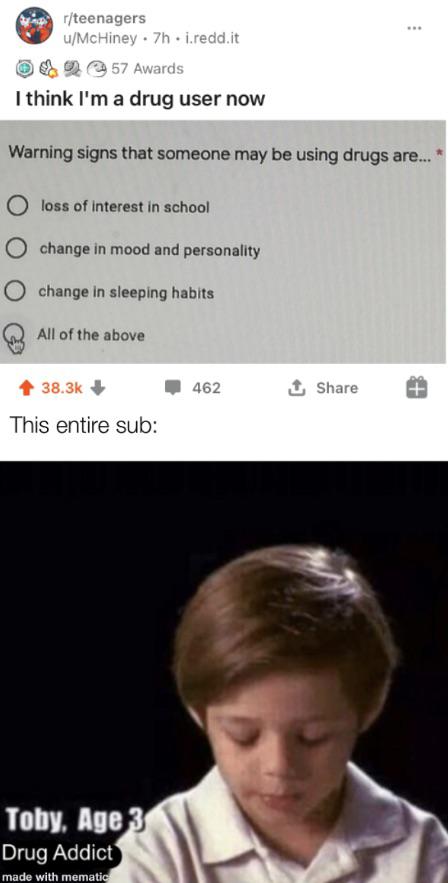 r/teenagers
u/McHiney • 7h • i.redd.it
57 Awards
I think I'm a drug user now
Warning signs that someone may be using drugs are... *
loss of interest in school
change in mood and personality
change in sleeping habits
All of the above
38.3k
462
Share
This entire sub:
Toby, Age 3
Drug Addict
made with mematic